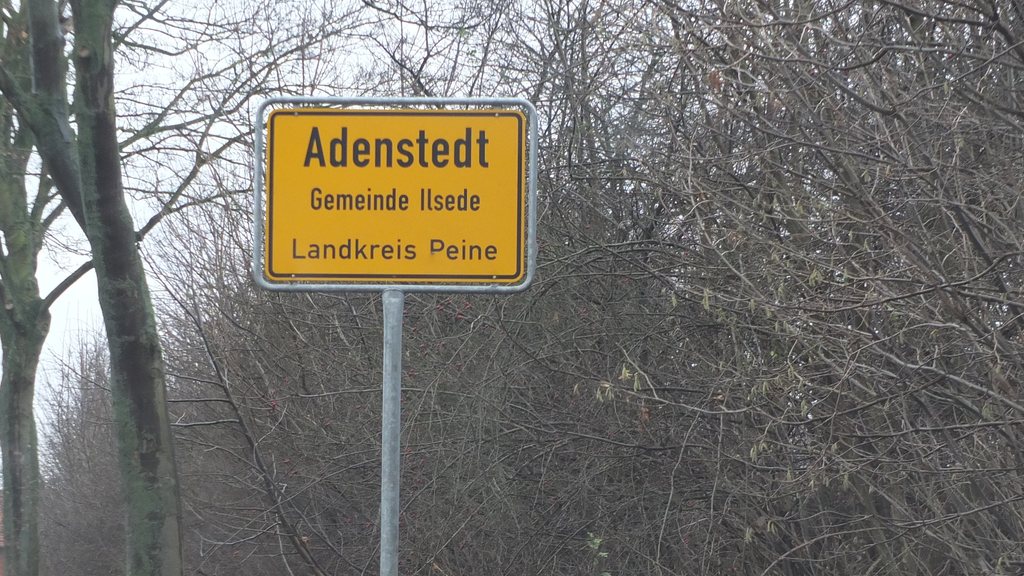 Adenstedt
Gemeinde Ilsede
Landkreis Peine